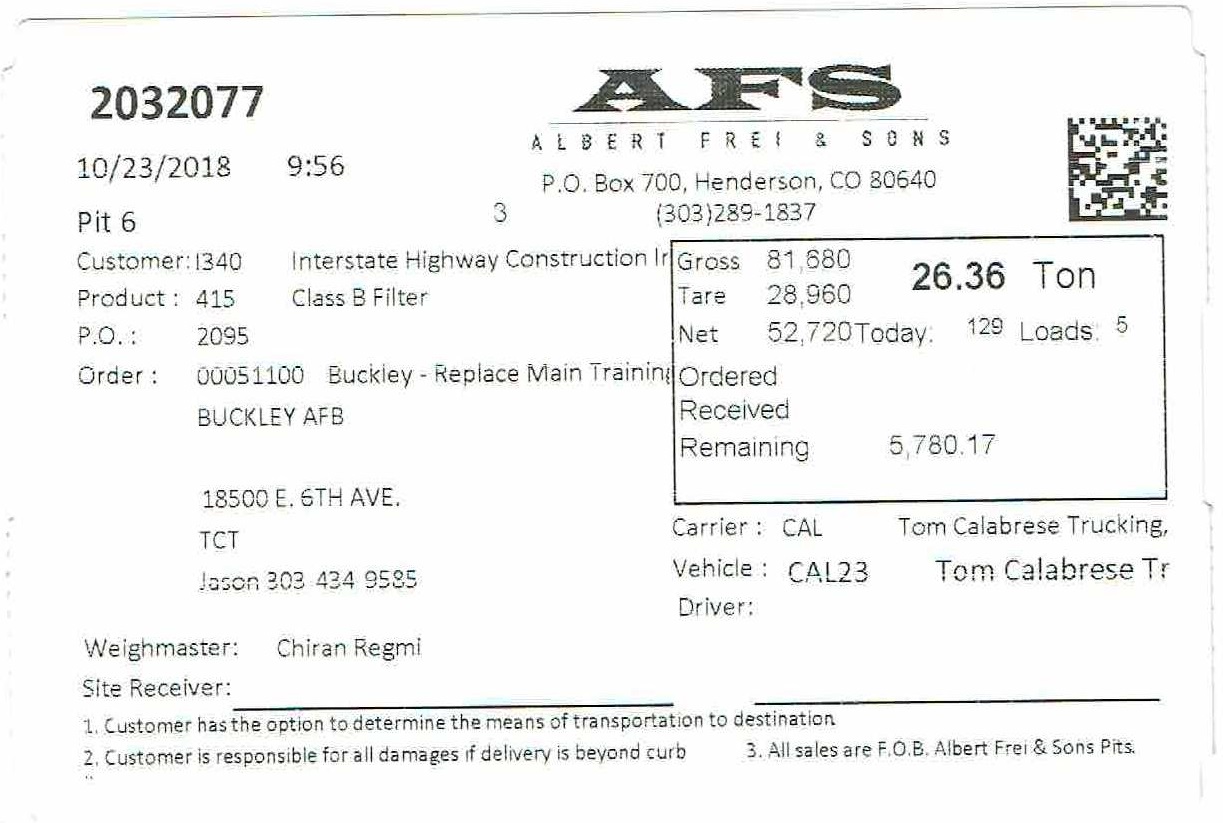 2032077
AFS
ALBERT FREI & SONS
10/23/2018 9:56
P.O. Box 700, Henderson, CO 80640
Pit 6 3 (303)289-1837
Customer: I340 Interstate Highway Construction Ir
Gross 81,680 26.36 Ton
Product : 415 Class B Filter
Tare 28,960
P.O. : 2095
Net 52,720 Today: 129 Loads: 5
Order : 00051100 Buckley - Replace Main Training
Ordered
BUCKLEY AFB
Received
Remaining 5,780.17
18500 E. 6TH AVE.
Carrier : CAL Tom Calabrese Trucking,
TCT
Vehicle : CAL23 Tom Calabrese Tr
Jason 303 434 9585
Driver:
Weighmaster: Chiran Regmi
Site Receiver:
1. Customer has the option to determine the means of transportation to destination
2. Customer is responsible for all damages if delivery is beyond curb 3. All sales are F.O.B. Albert Frei & Sons Pits.